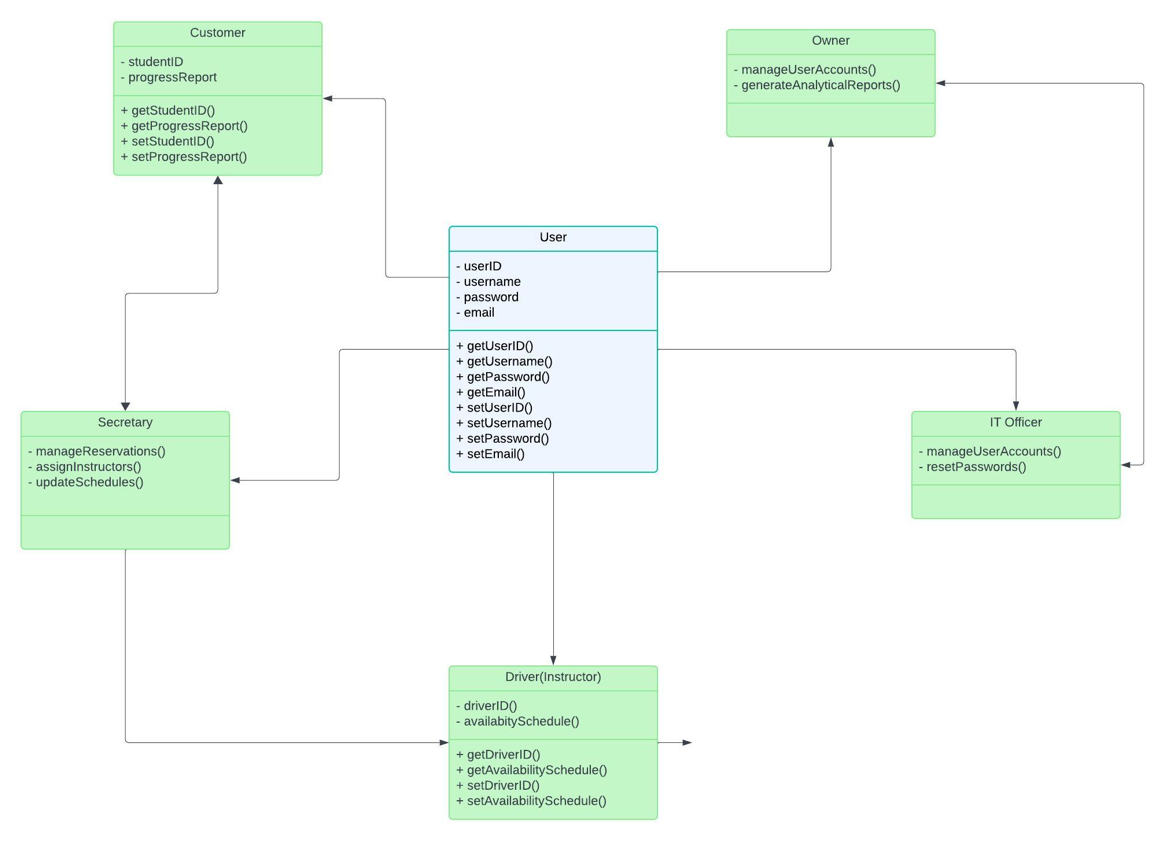 Customer
- studentID
- progressReport
+ getStudentID()
+ getProgressReport()
+ setStudentID()
+ setProgressReport()
Owner
- manageUserAccounts()
- generateAnalyticalReports()
User
- userID
- username
- password
- email
+ getUserID()
+ getUsername()
+ getPassword()
+ getEmail()
+ setUserID()
+ setUsername()
+ setPassword()
+ setEmail()
Secretary
- manageReservations()
- assignInstructors()
- updateSchedules()
IT Officer
- manageUserAccounts()
- resetPasswords()
Driver(Instructor)
- driverID()
- availabitySchedule()
+ getDriverID()
+ getAvailabilitySchedule()
+ setDriverID()
+ setAvailabilitySchedule()